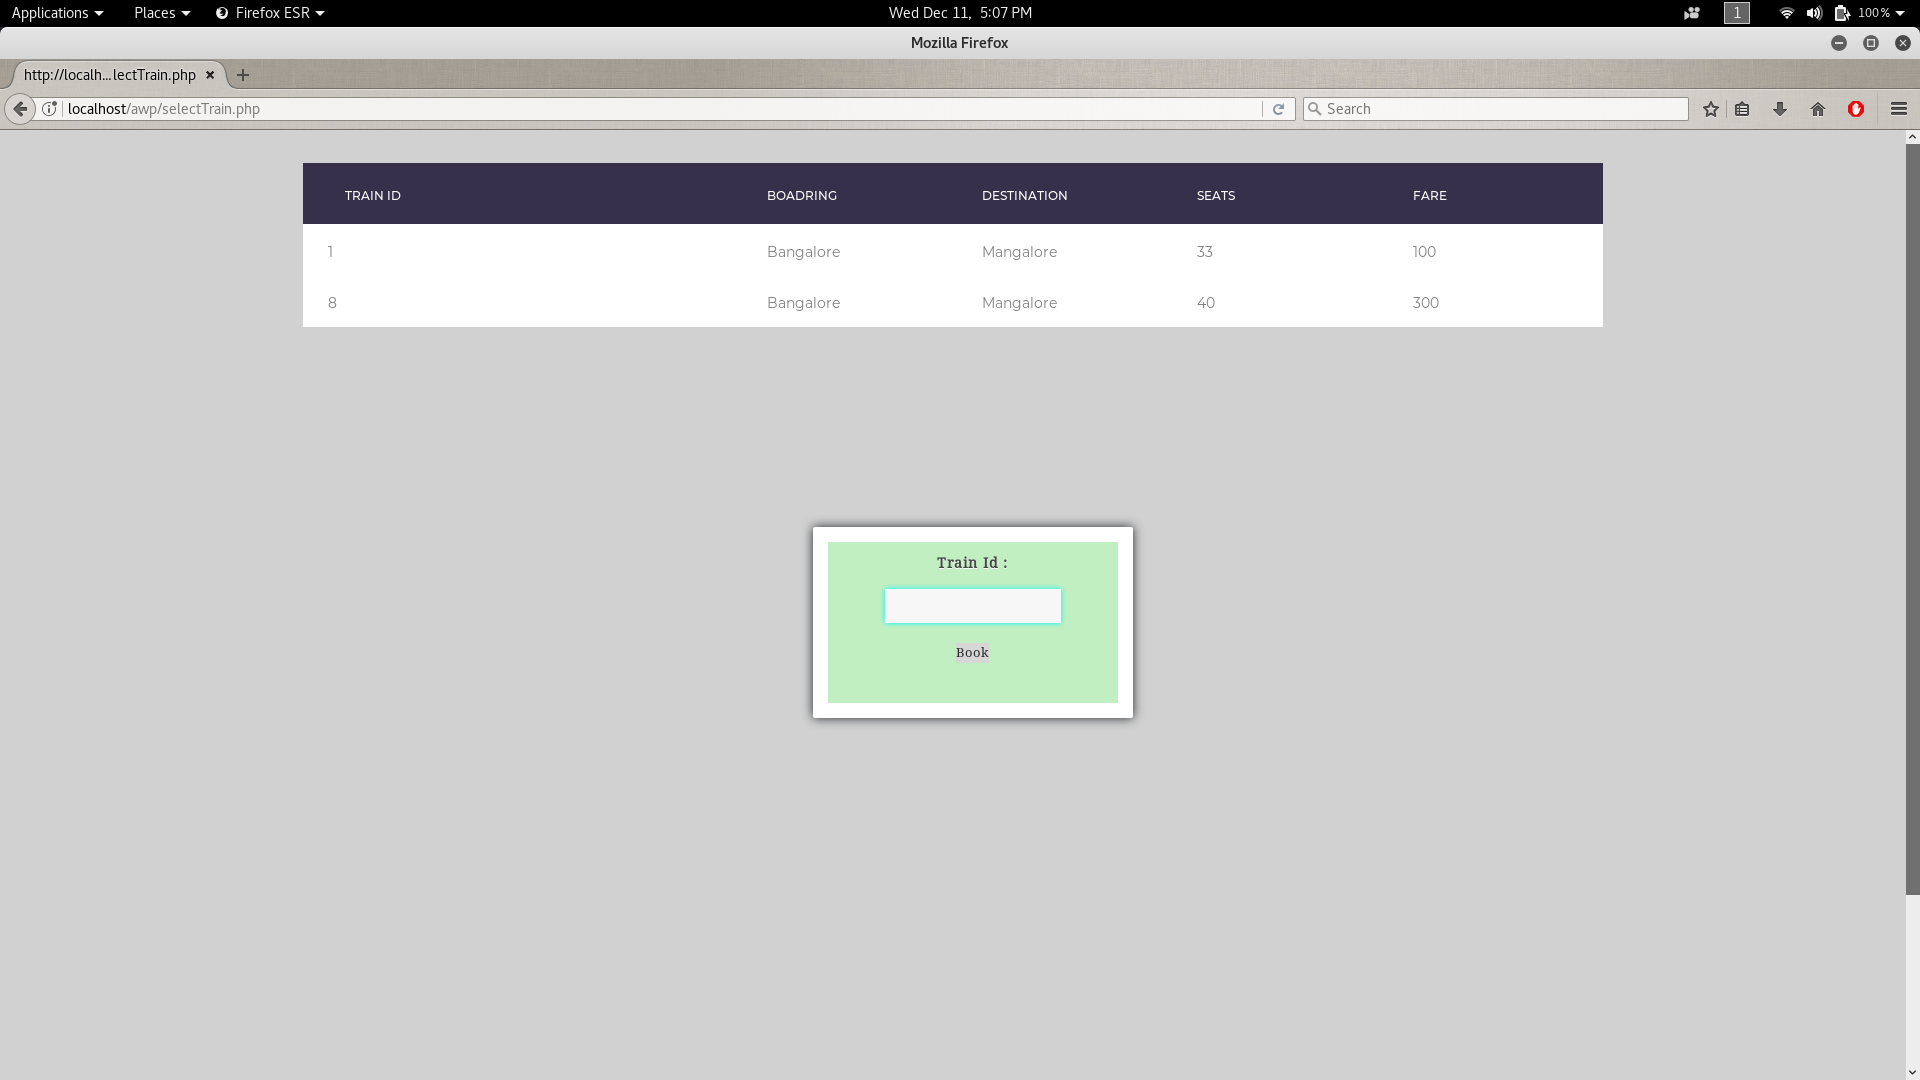 Applications Places Firefox ESR Wed Dec 11, 5:07 PM 1 100%
Mozilla Firefox
http://localh...lectTrain.php
localhost/awp/selectTrain.php Search
TRAIN ID BOADRING DESTINATION SEATS FARE
1 Bangalore Mangalore 33 100
8 Bangalore Mangalore 40 300
Train Id :
Book